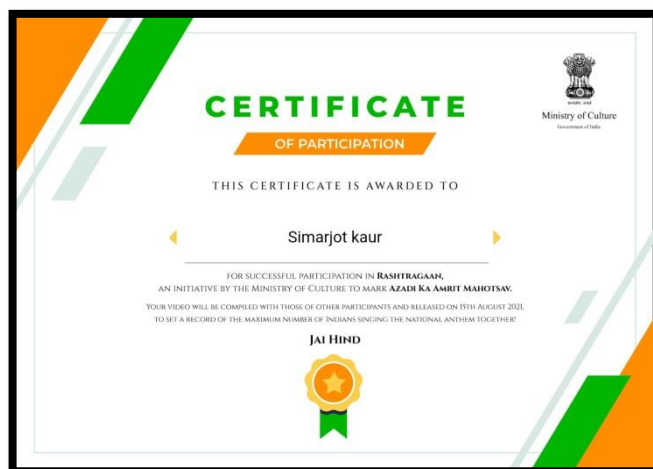 CERTIFICATE
OF PARTICIPATION
सत्यमेव जयते
Ministry of Culture
Government of India
THIS CERTIFICATE IS AWARDED TO
Simarjot kaur
FOR SUCCESSFUL PARTICIPATION IN RASHTRAGAAN,
AN INITIATIVE BY THE MINISTRY OF CULTURE TO MARK AZADI KA AMRIT MAHOTSAV.
YOUR VIDEO WILL BE COMPILED WITH THOSE OF OTHER PARTICIPANTS AND RELEASED ON 15TH AUGUST 2021,
TO SET A RECORD OF THE MAXIMUM NUMBER OF INDIANS SINGING THE NATIONAL ANTHEM TOGETHER!
JAI HIND